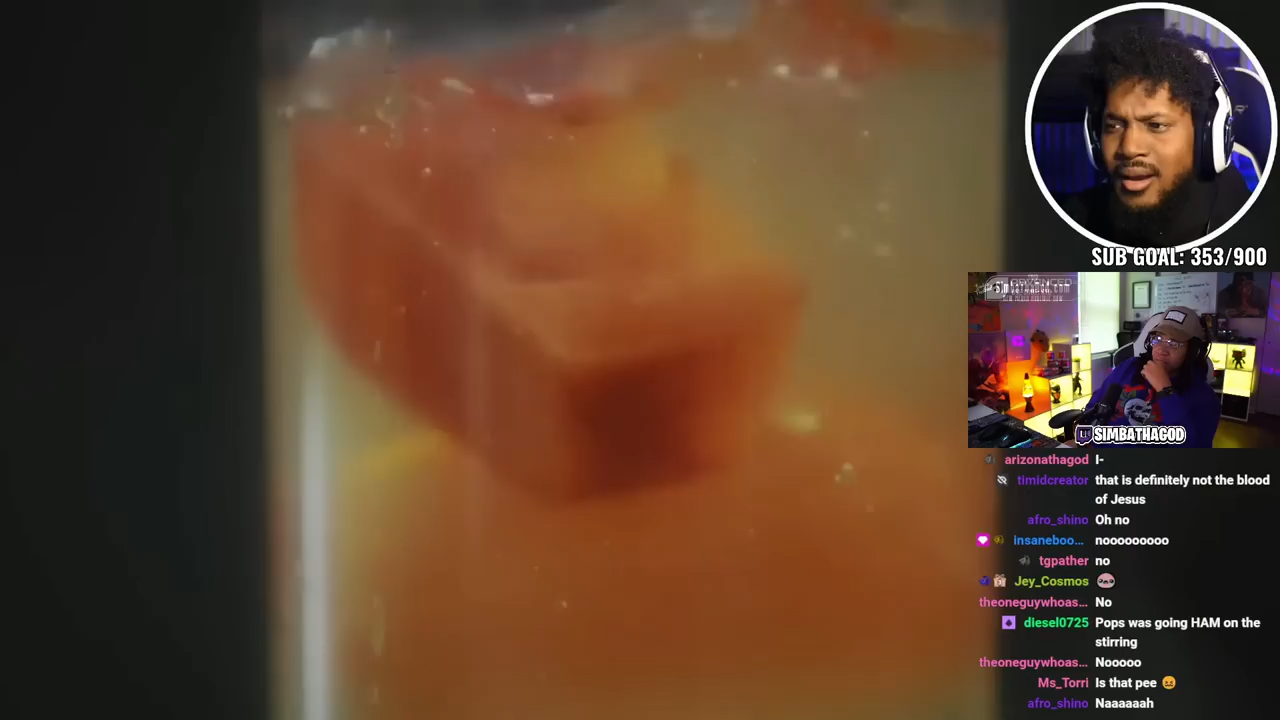 SUB GOAL: 353/900
SIMBATHAGOD
arizonathagod I-
timidcreator that is definitely not the blood
of Jesus
afro_shino Oh no
insaneboo... nooooooooo
tgpather no
Jey_Cosmos
theoneguywhoas... No
diesel0725 Pops was going HAM on the
stirring
theoneguywhoas... Nooooo
Ms_Torri Is that pee 😖
afro_shino Naaaaaah